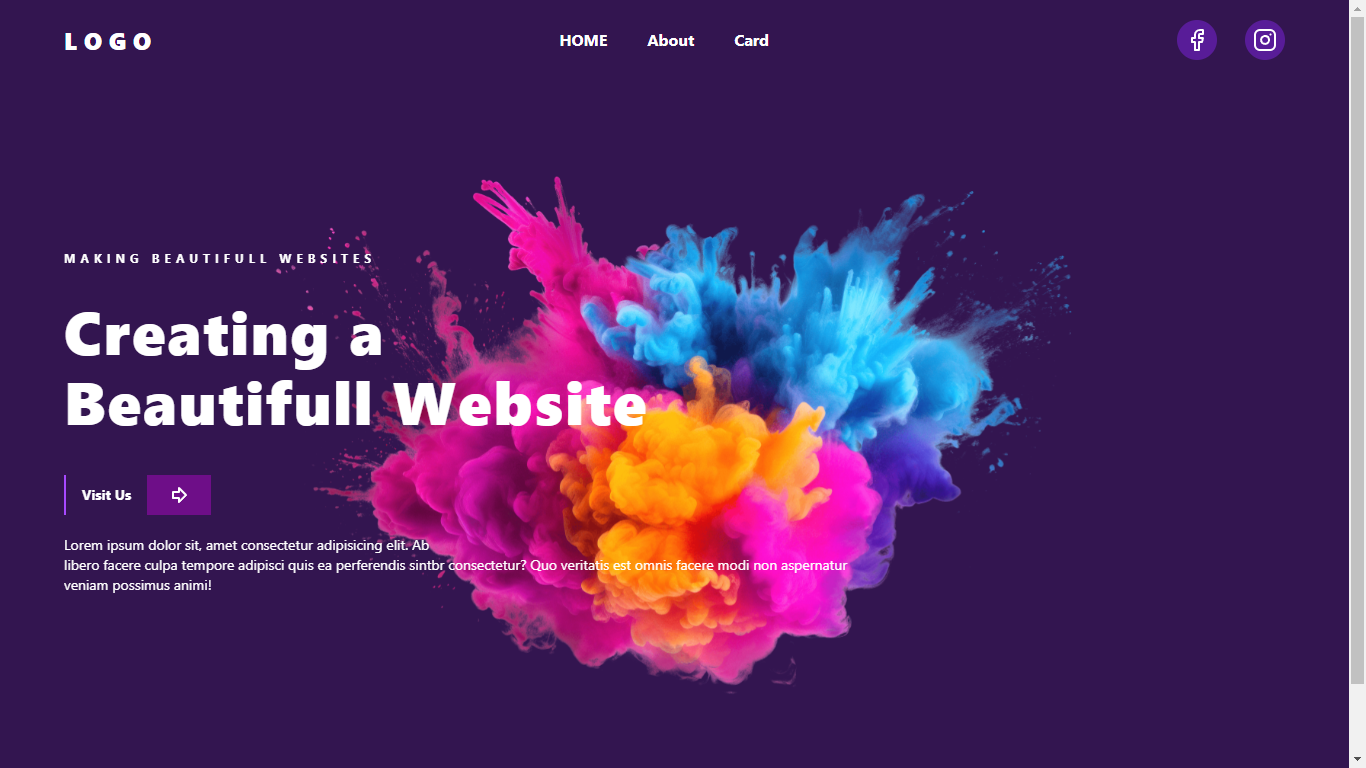 LOGO
HOME About Card
MAKING BEAUTIFULL WEBSITES
Creating a
Beautifull Website
Visit Us
Lorem ipsum dolor sit, amet consectetur adipisicing elit. Ab
libero facere culpa tempore adipisci quis ea perferendis sintbr consectetur? Quo veritatis est omnis facere modi non aspernatur
veniam possimus animi!